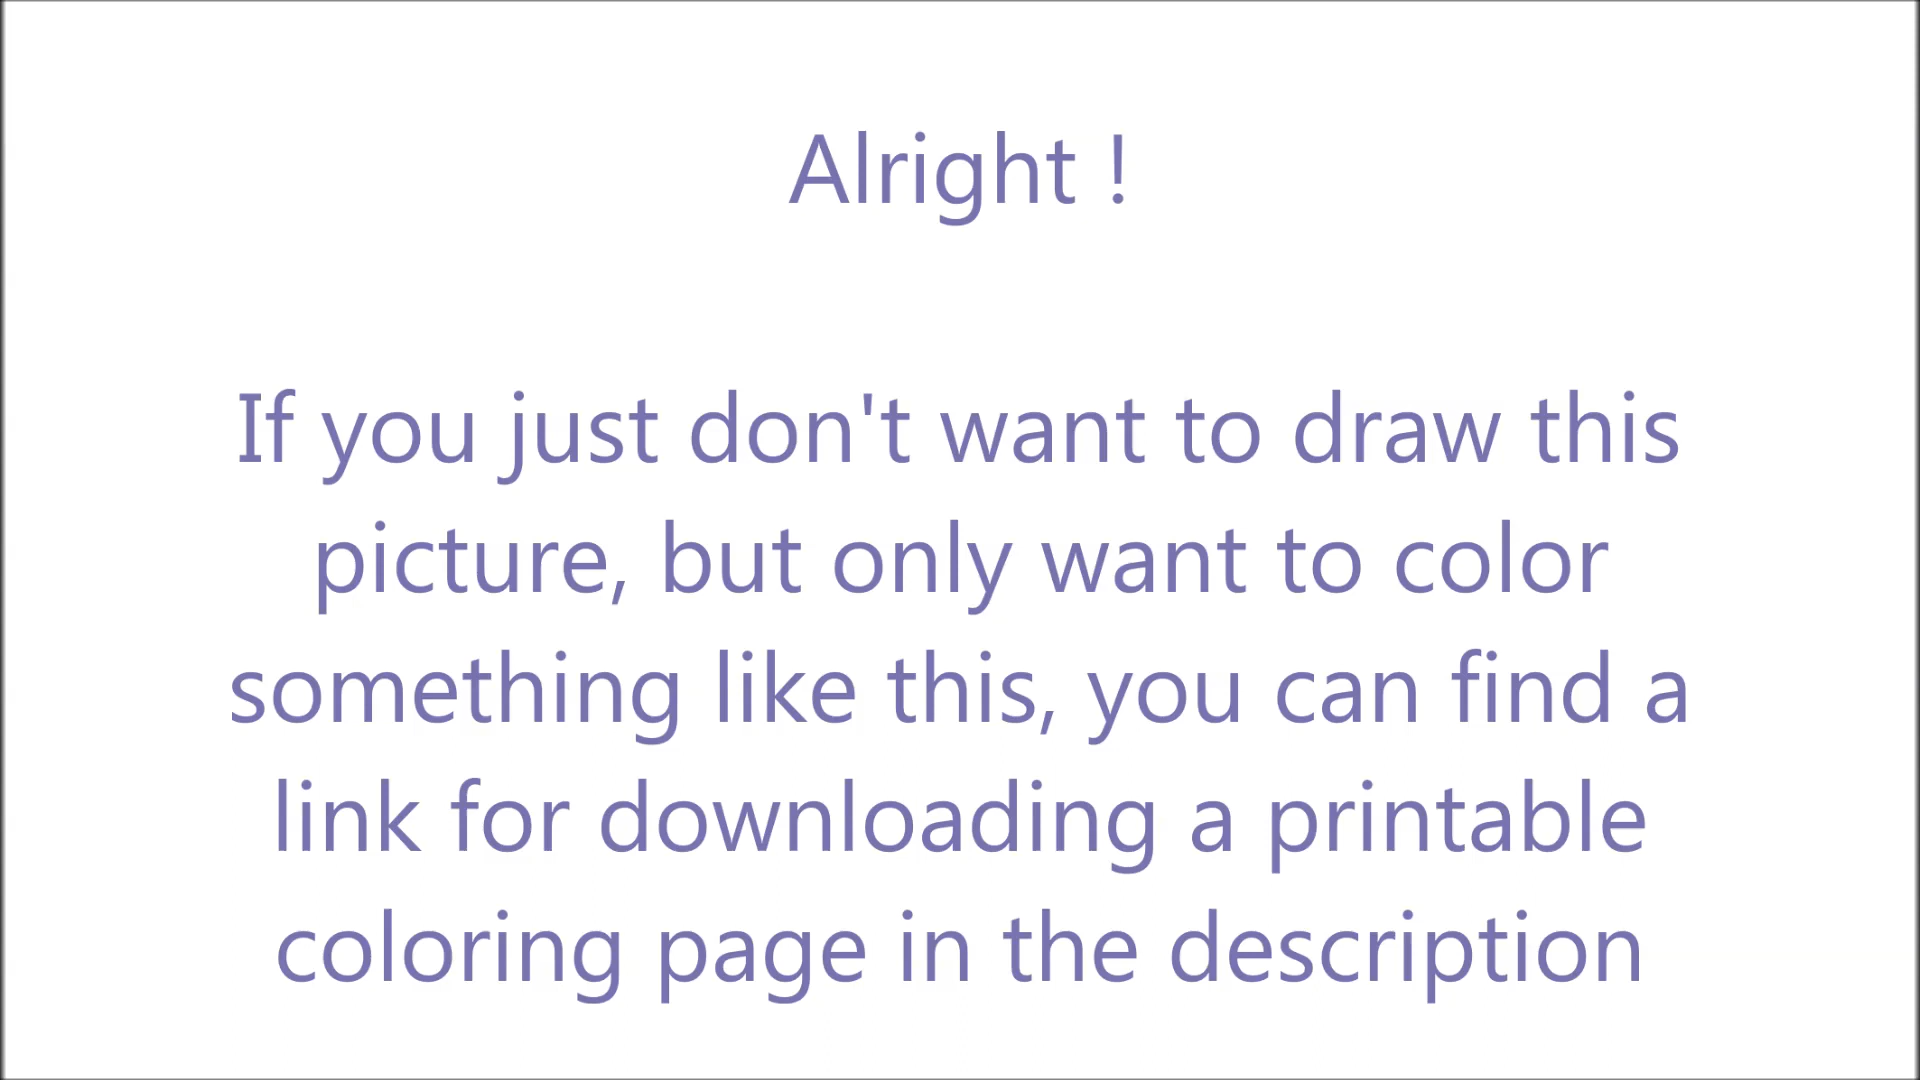 Alright !
If you just don't want to draw this
picture, but only want to color
something like this, you can find a
link for downloading a printable
coloring page in the description